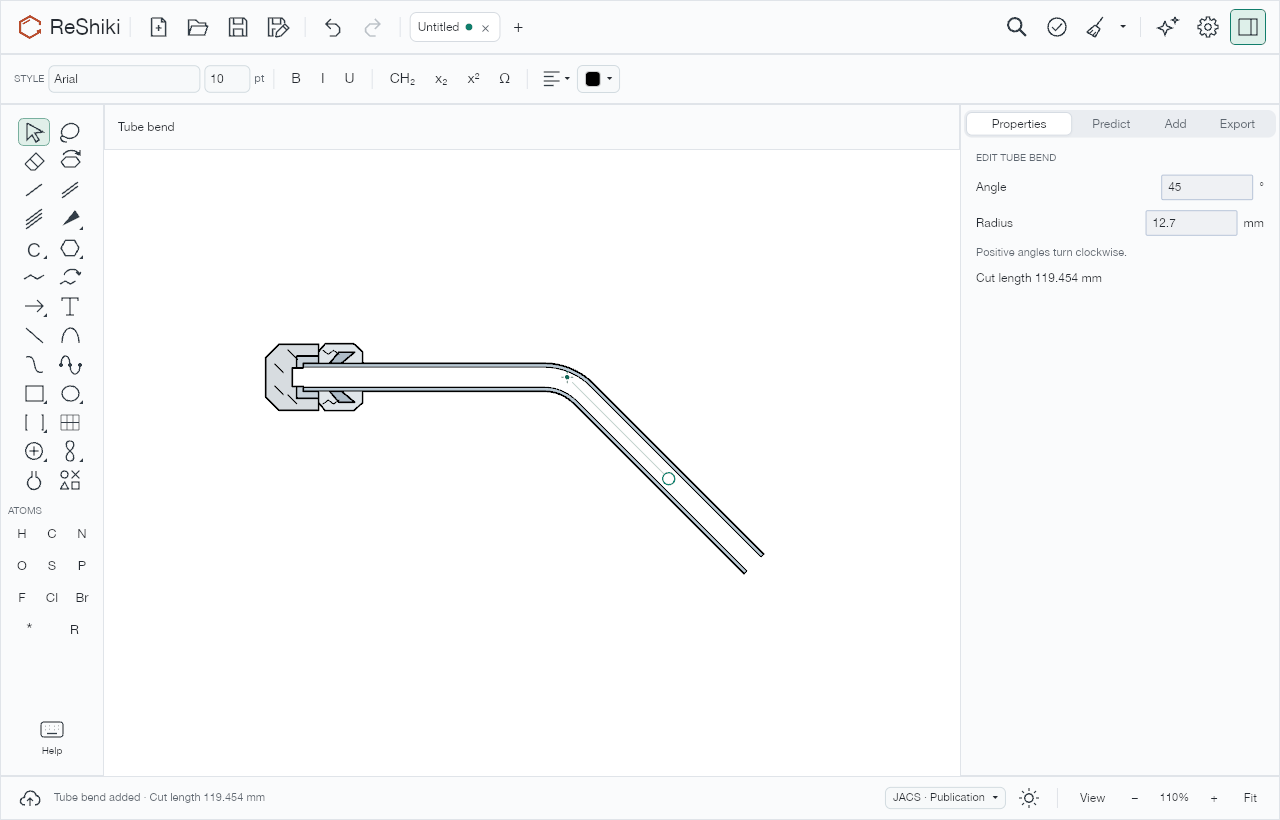 ReShiki
Untitled
STYLE Arial 10 pt B I U CH₂ x₂ x² Ω
Tube bend
Properties Predict Add Export
EDIT TUBE BEND
Angle 45 °
Radius 12.7 mm
Positive angles turn clockwise.
Cut length 119.454 mm
C
T
ATOMS
H C N
O S P
F Cl Br
* R
Help
Tube bend added · Cut length 119.454 mm
JACS · Publication
View − 110% + Fit